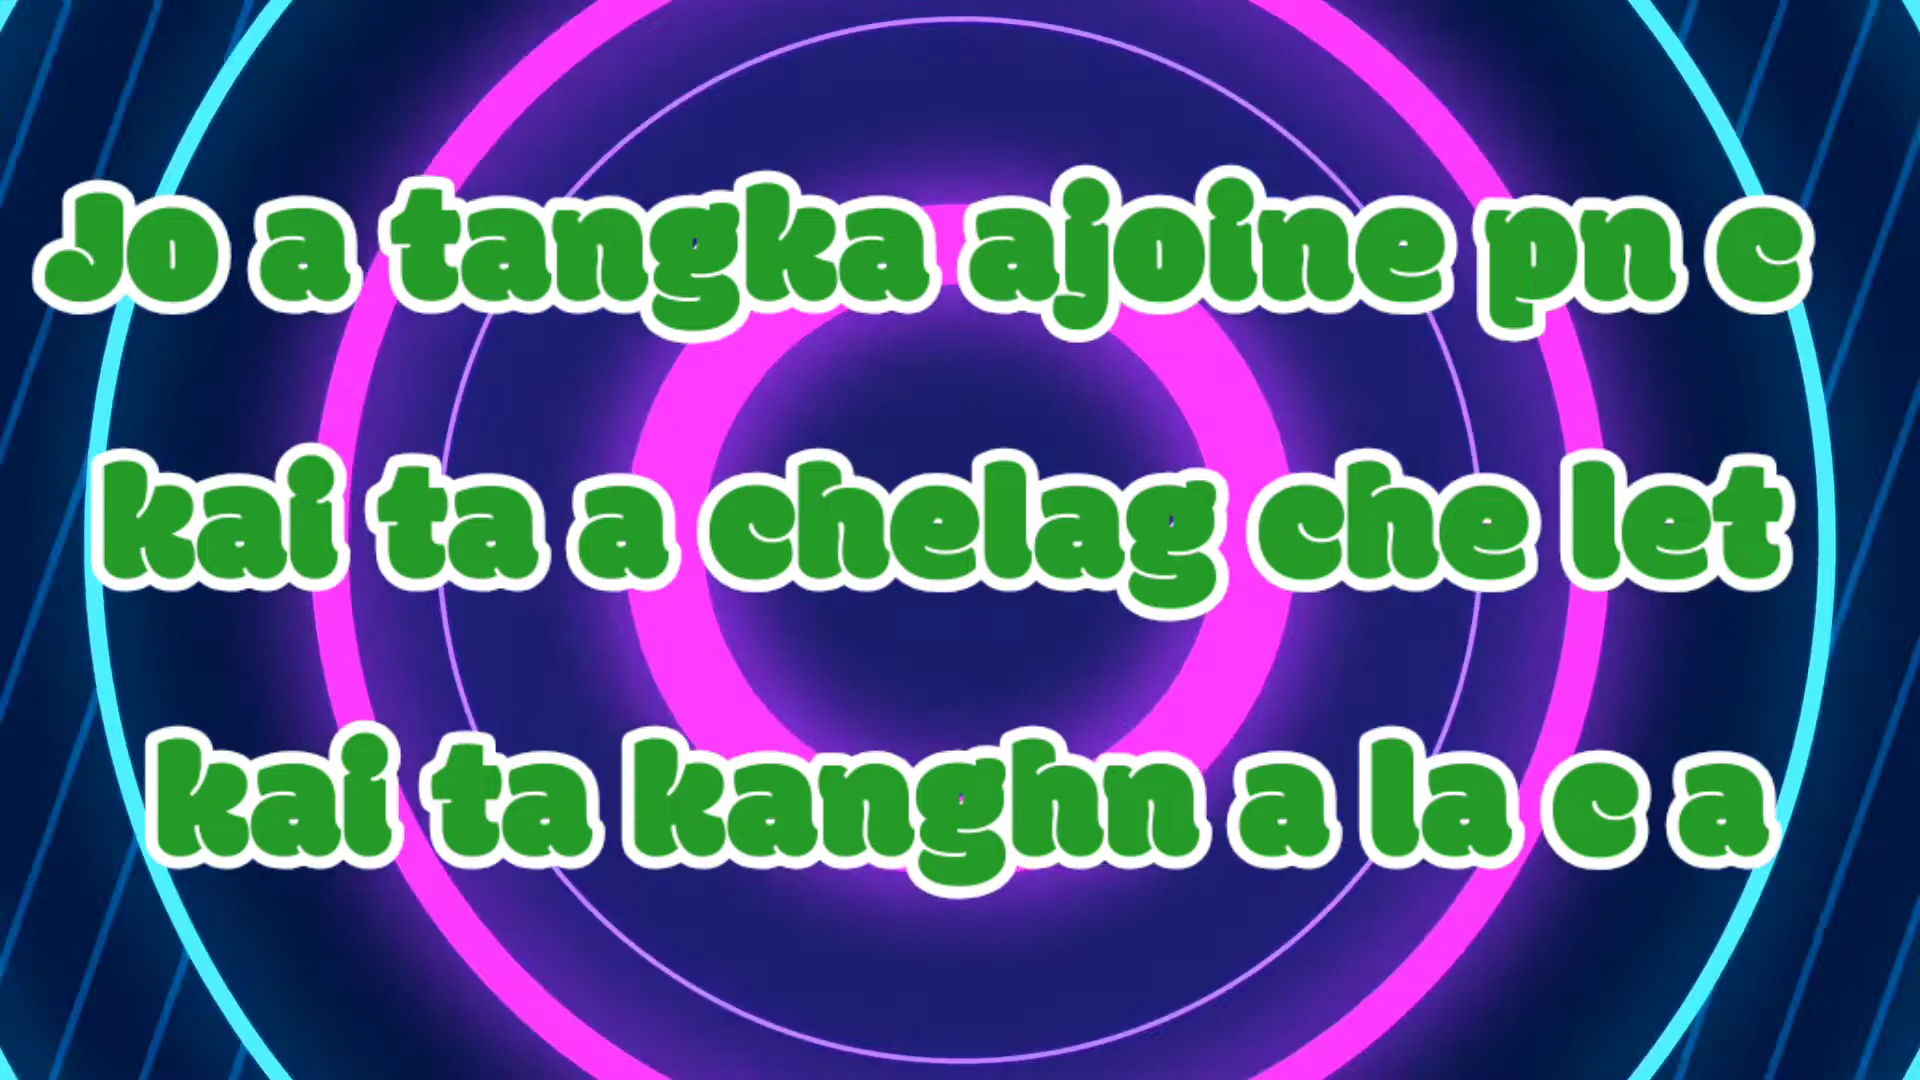 Jo a tangka ajoine pn c
kai ta a chelag che let
kai ta kanghn a la c a